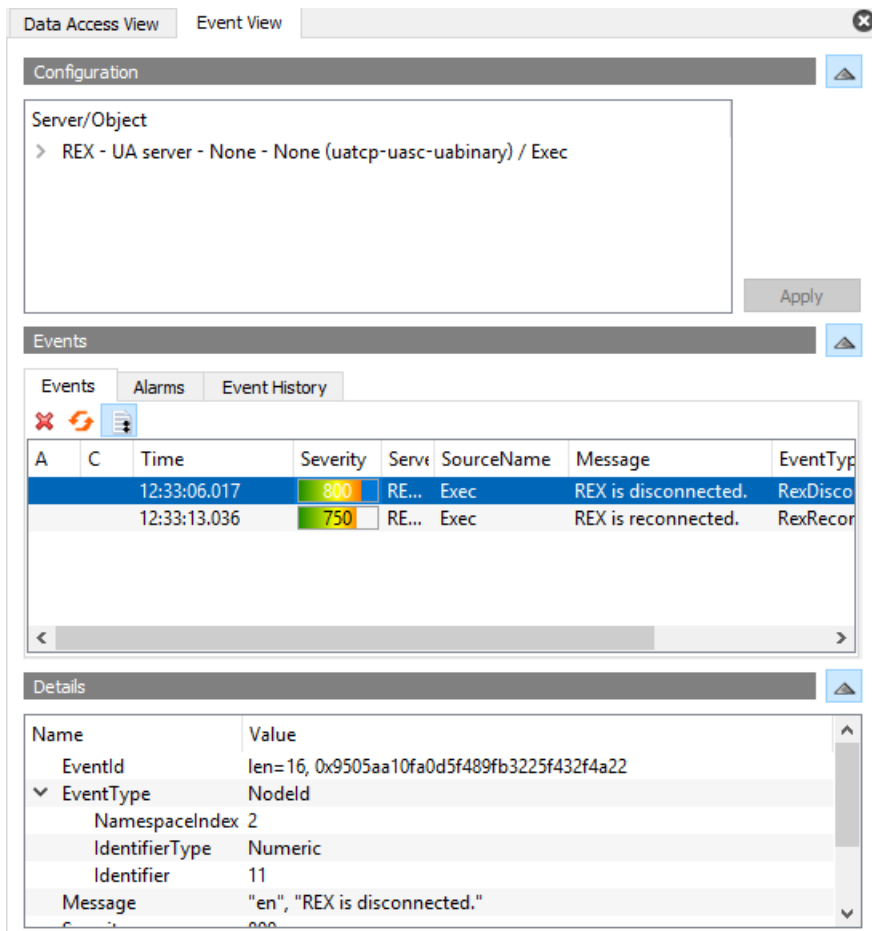 Data Access View Event View
Configuration
Server/Object
REX - UA server - None - None (uatcp-uasc-uabinary) / Exec
Apply
Events
Events Alarms Event History
A C Time Severity Serve SourceName Message EventTyp
12:33:06.017 800 RE... Exec REX is disconnected. RexDisco
12:33:13.036 750 RE... Exec REX is reconnected. RexRecor
Details
Name Value
EventId len=16, 0x9505aa10fa0d5f489fb3225f432f4a22
EventType NodeId
NamespaceIndex 2
IdentifierType Numeric
Identifier 11
Message "en", "REX is disconnected."